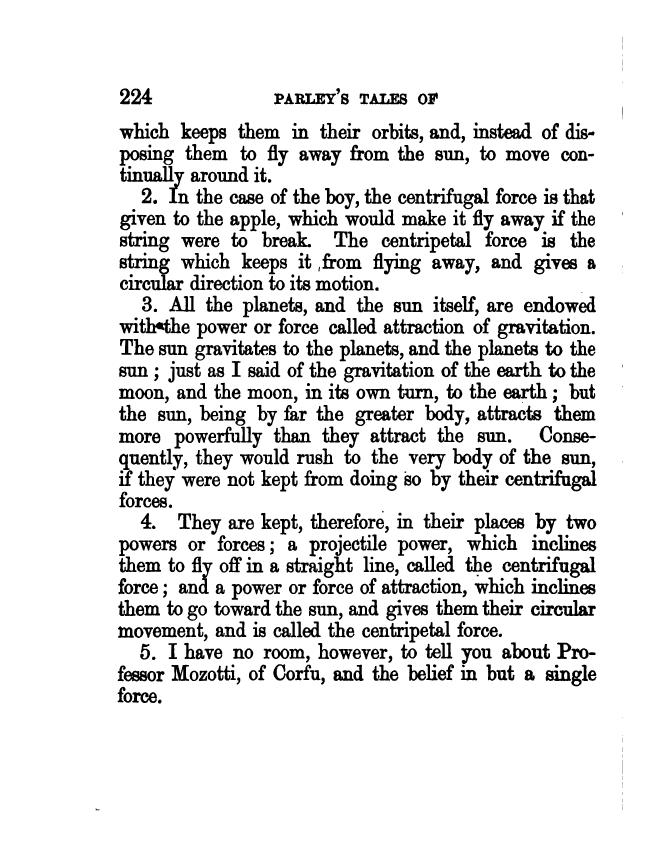 224 PARLEY'S TALES OF
which keeps them in their orbits, and, instead of dis-
posing them to fly away from the sun, to move con-
tinually around it.
2. In the case of the boy, the centrifugal force is that
given to the apple, which would make it fly away if the
string were to break. The centripetal force is the
string which keeps it from flying away, and gives a
circular direction to its motion.
3. All the planets, and the sun itself, are endowed
with the power or force called attraction of gravitation.
The sun gravitates to the planets, and the planets to the
sun ; just as I said of the gravitation of the earth to the
moon, and the moon, in its own turn, to the earth ; but
the sun, being by far the greater body, attracts them
more powerfully than they attract the sun. Conse-
quently, they would rush to the very body of the sun,
if they were not kept from doing so by their centrifugal
forces.
4. They are kept, therefore, in their places by two
powers or forces ; a projectile power, which inclines
them to fly off in a straight line, called the centrifugal
force ; and a power or force of attraction, which inclines
them to go toward the sun, and gives them their circular
movement, and is called the centripetal force.
5. I have no room, however, to tell you about Pro-
fessor Mozotti, of Corfu, and the belief in but a single
force.